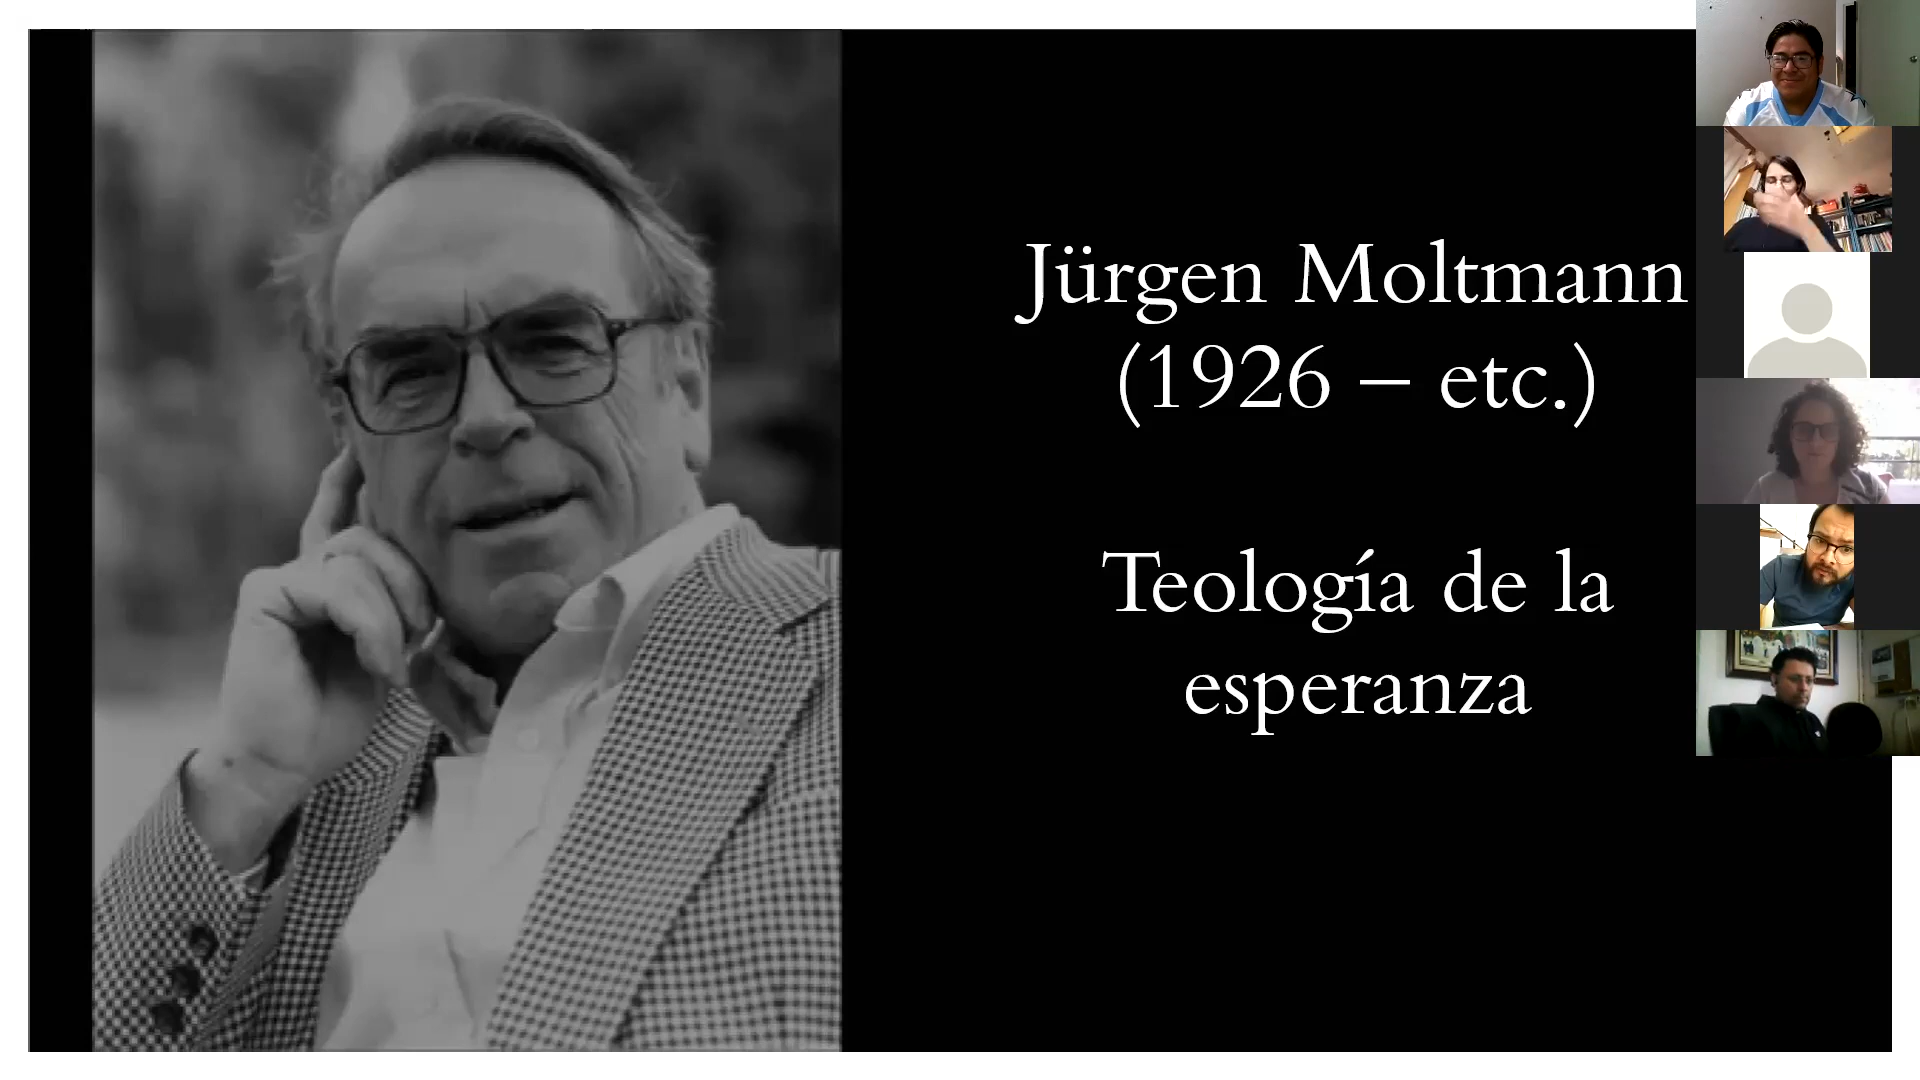 Jürgen Moltmann
(1926 – etc.)
Teología de la
esperanza